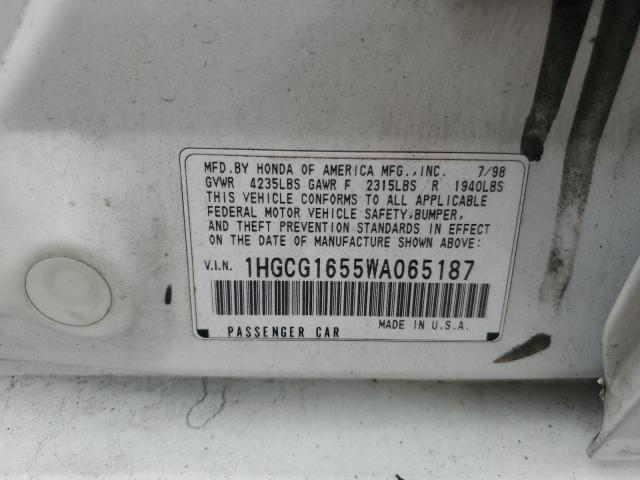 MFD.BY HONDA OF AMERICA MFG.,INC. 7/98
GVWR 4235LBS GAWR F 2315LBS R 1940LBS
THIS VEHICLE CONFORMS TO ALL APPLICABLE
FEDERAL MOTOR VEHICLE SAFETY,BUMPER,
AND THEFT PREVENTION STANDARDS IN EFFECT
ON THE DATE OF MANUFACTURE SHOWN ABOVE:
V.I.N. 1HGCG1655WA065187
PASSENGER CAR MADE IN U.S.A.